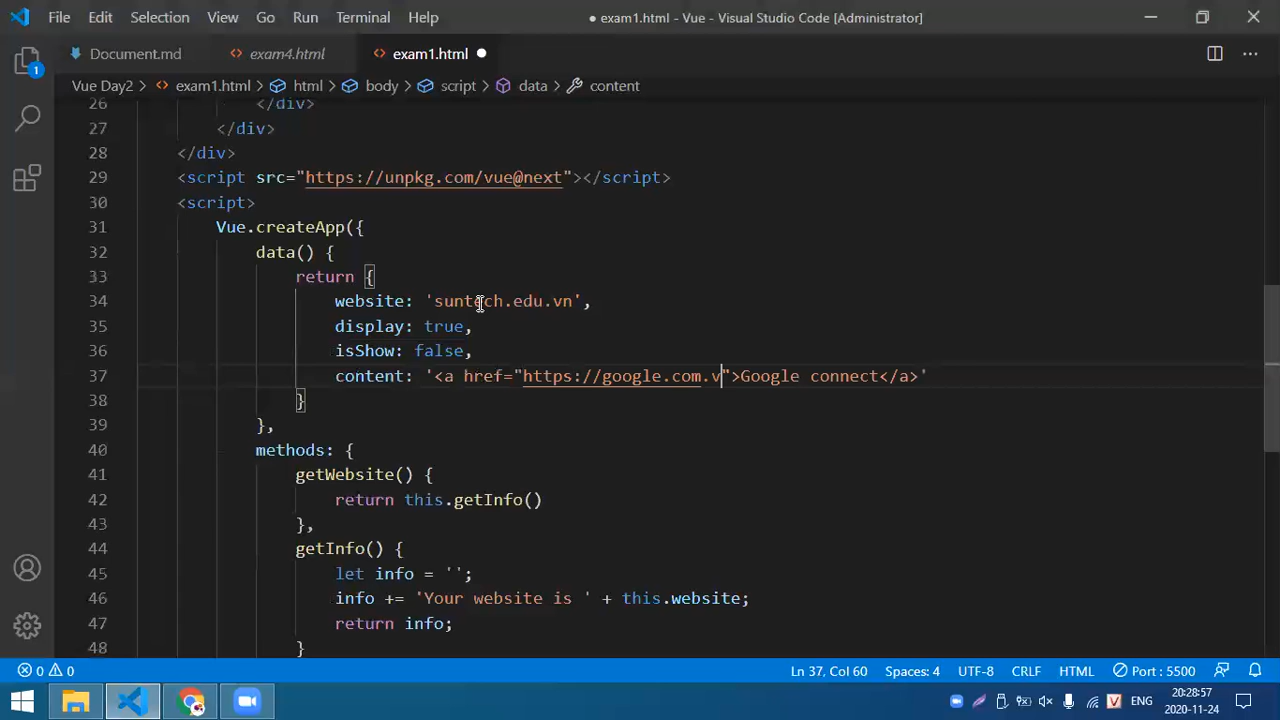 File Edit Selection View Go Run Terminal Help ● exam1.html - Vue - Visual Studio Code [Administrator]
Document.md <> exam4.html <> exam1.html ●
Vue Day2 > <> exam1.html > html > body > script > data > content
1
26 </div>
27 </div>
28 </div>
29 <script src="https://unpkg.com/vue@next"></script>
30 <script>
31 Vue.createApp({
32 data() {
33 return {
34 website: 'suntech.edu.vn',
35 display: true,
36 isShow: false,
37 content: '<a href="https://google.com.v">Google connect</a>'
38 }
39 },
40 methods: {
41 getWebsite() {
42 return this.getInfo()
43 },
44 getInfo() {
45 let info = '';
46 info += 'Your website is ' + this.website;
47 return info;
48 }
0 0 Ln 37, Col 60 Spaces: 4 UTF-8 CRLF HTML Port : 5500
V ENG 20:28:57
2020-11-24